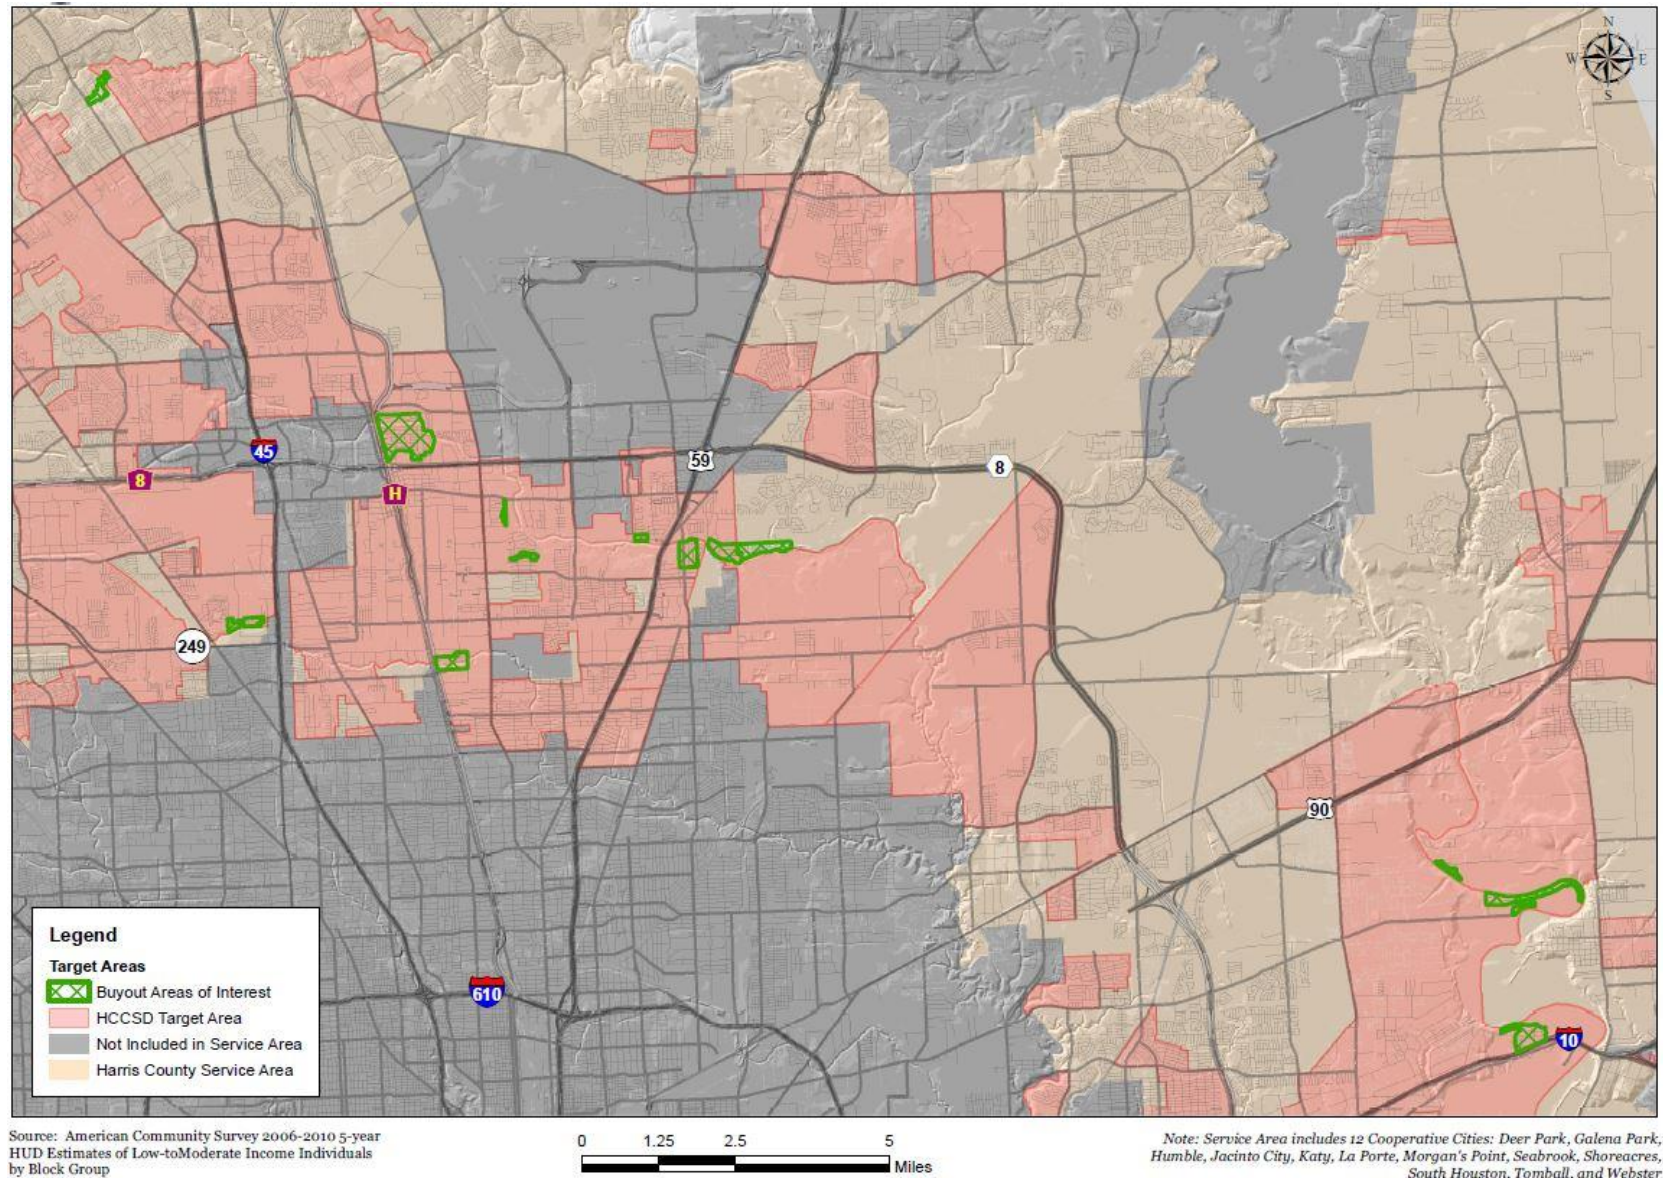 N
W E
S
45
59
8
8
H
249
90
Legend
Target Areas
Buyout Areas of Interest
HCCSD Target Area
Not Included in Service Area
Harris County Service Area
610
10
Source: American Community Survey 2006-2010 5-year
HUD Estimates of Low-toModerate Income Individuals
by Block Group
0 1.25 2.5 5
Miles
Note: Service Area includes 12 Cooperative Cities: Deer Park, Galena Park,
Humble, Jacinto City, Katy, La Porte, Morgan's Point, Seabrook, Shoreacres,
South Houston, Tomball, and Webster